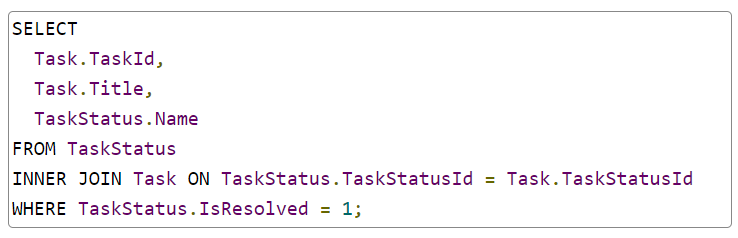 SELECT
  Task.TaskId,
  Task.Title,
  TaskStatus.Name
FROM TaskStatus
INNER JOIN Task ON TaskStatus.TaskStatusId = Task.TaskStatusId
WHERE TaskStatus.IsResolved = 1;